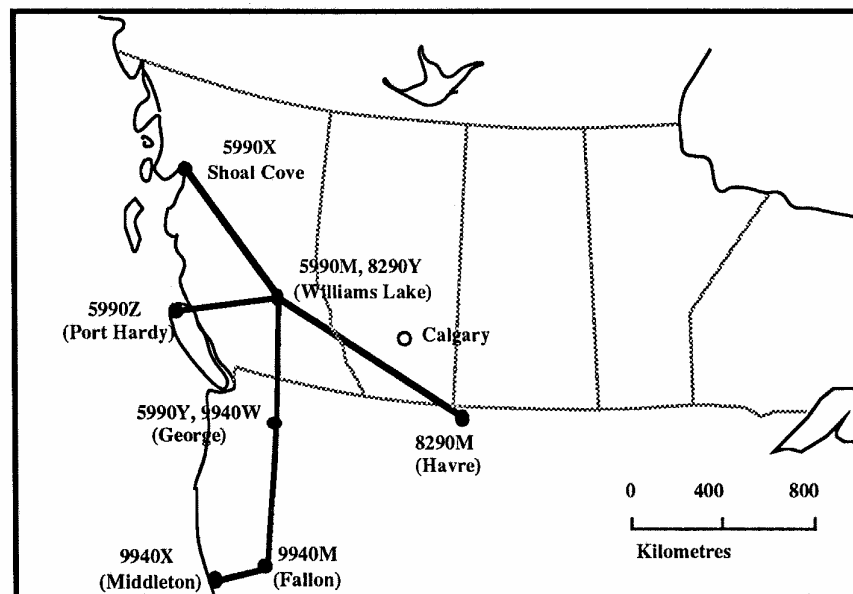 5990X
Shoal Cove
5990M, 8290Y
(Williams Lake)
5990Z
(Port Hardy)
Calgary
5990Y, 9940W
(George)
8290M
(Havre)
0 400 800
Kilometres
9940X
(Middleton)
9940M
(Fallon)